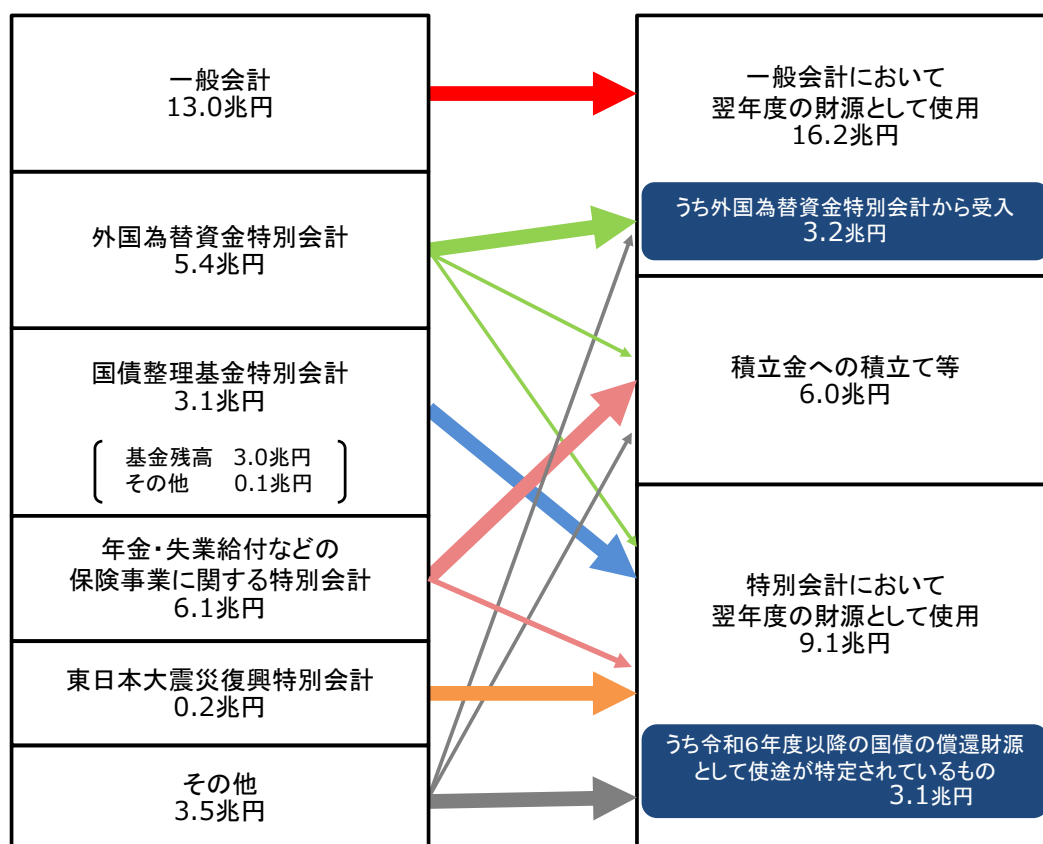 一般会計
13.0兆円
外国為替資金特別会計
5.4兆円
国債整理基金特別会計
3.1兆円
基金残高 3.0兆円
その他 0.1兆円
年金・失業給付などの
保険事業に関する特別会計
6.1兆円
東日本大震災復興特別会計
0.2兆円
その他
3.5兆円
一般会計において
翌年度の財源として使用
16.2兆円
うち外国為替資金特別会計から受入
3.2兆円
積立金への積立て等
6.0兆円
特別会計において
翌年度の財源として使用
9.1兆円
うち令和6年度以降の国債の償還財源
として使途が特定されているもの
3.1兆円